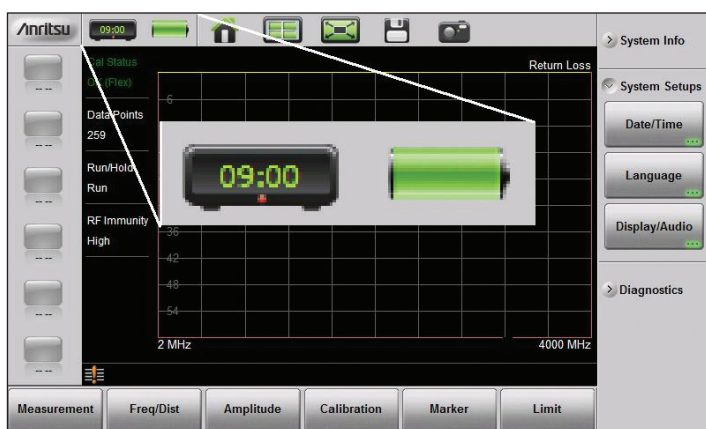 Anritsu
09:00
Cal Status
(Flex)
Data Points
259
Run/Hold
Run
RF Immunity
High
-- --
-- --
-- --
-- --
-- --
-- --
Return Loss
6
09:00
36
42
48
54
2 MHz
4000 MHz
System Info
System Setups
Date/Time
Language
Display/Audio
Diagnostics
Measurement
Freq/Dist
Amplitude
Calibration
Marker
Limit